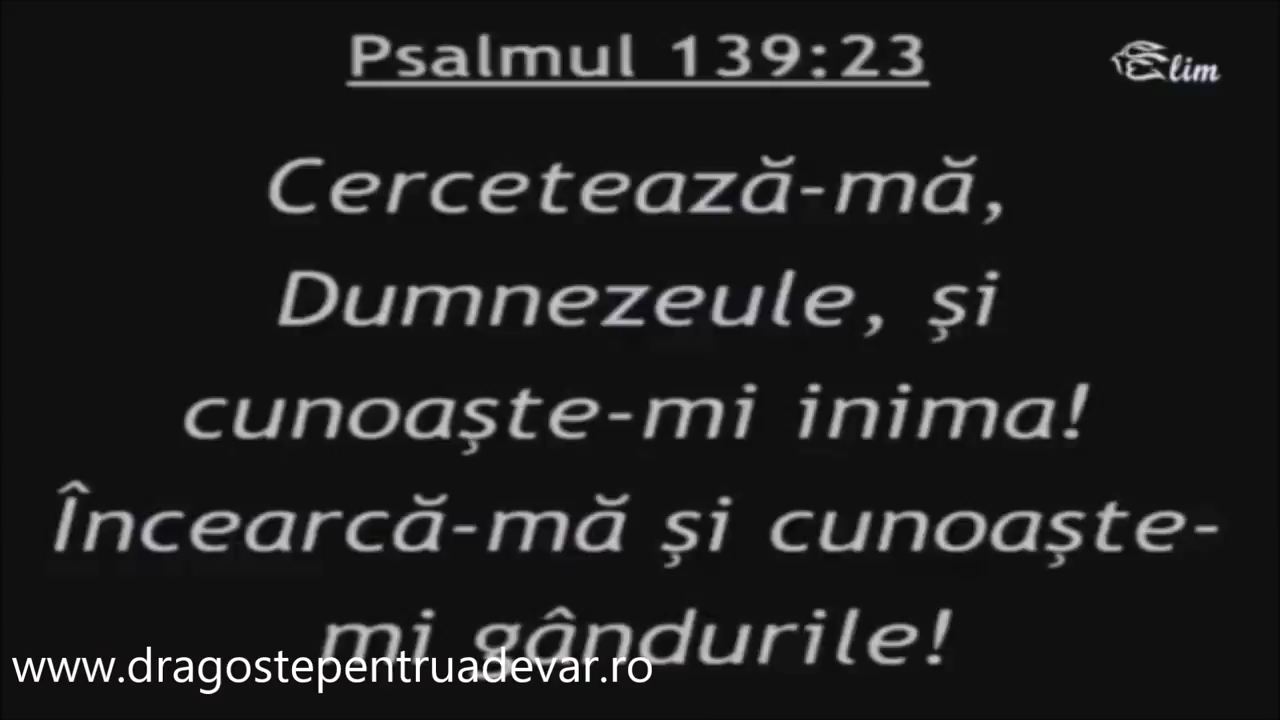 Psalmul 139:23
Elim
Cercetează-mă,
Dumnezeule, şi
cunoaşte-mi inima!
Încearcă-mă şi cunoaşte-
mi gândurile!
www.dragostepentruadevar.ro